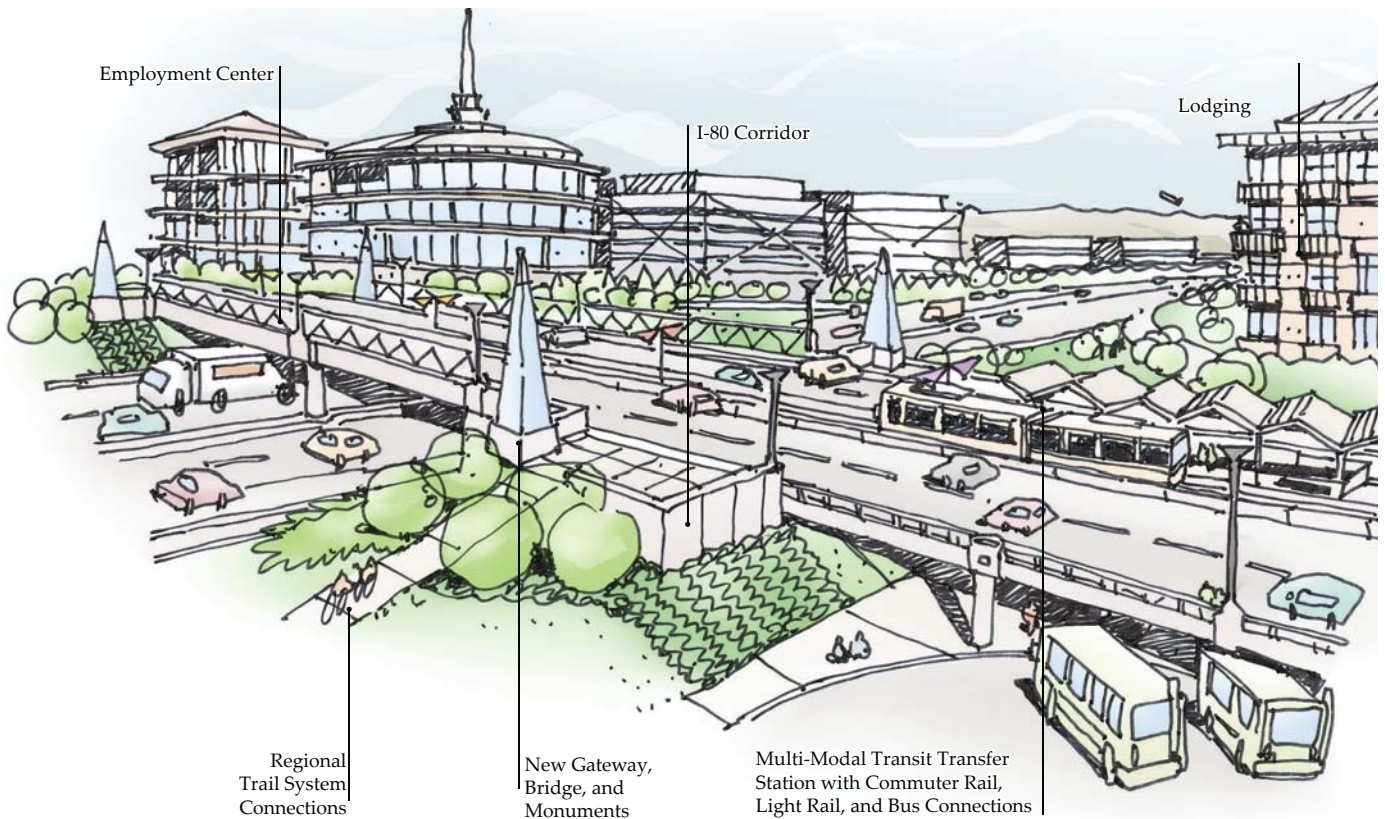 Employment Center
I-80 Corridor
Lodging
Regional
Trail System
Connections
New Gateway,
Bridge, and
Monuments
Multi-Modal Transit Transfer
Station with Commuter Rail,
Light Rail, and Bus Connections